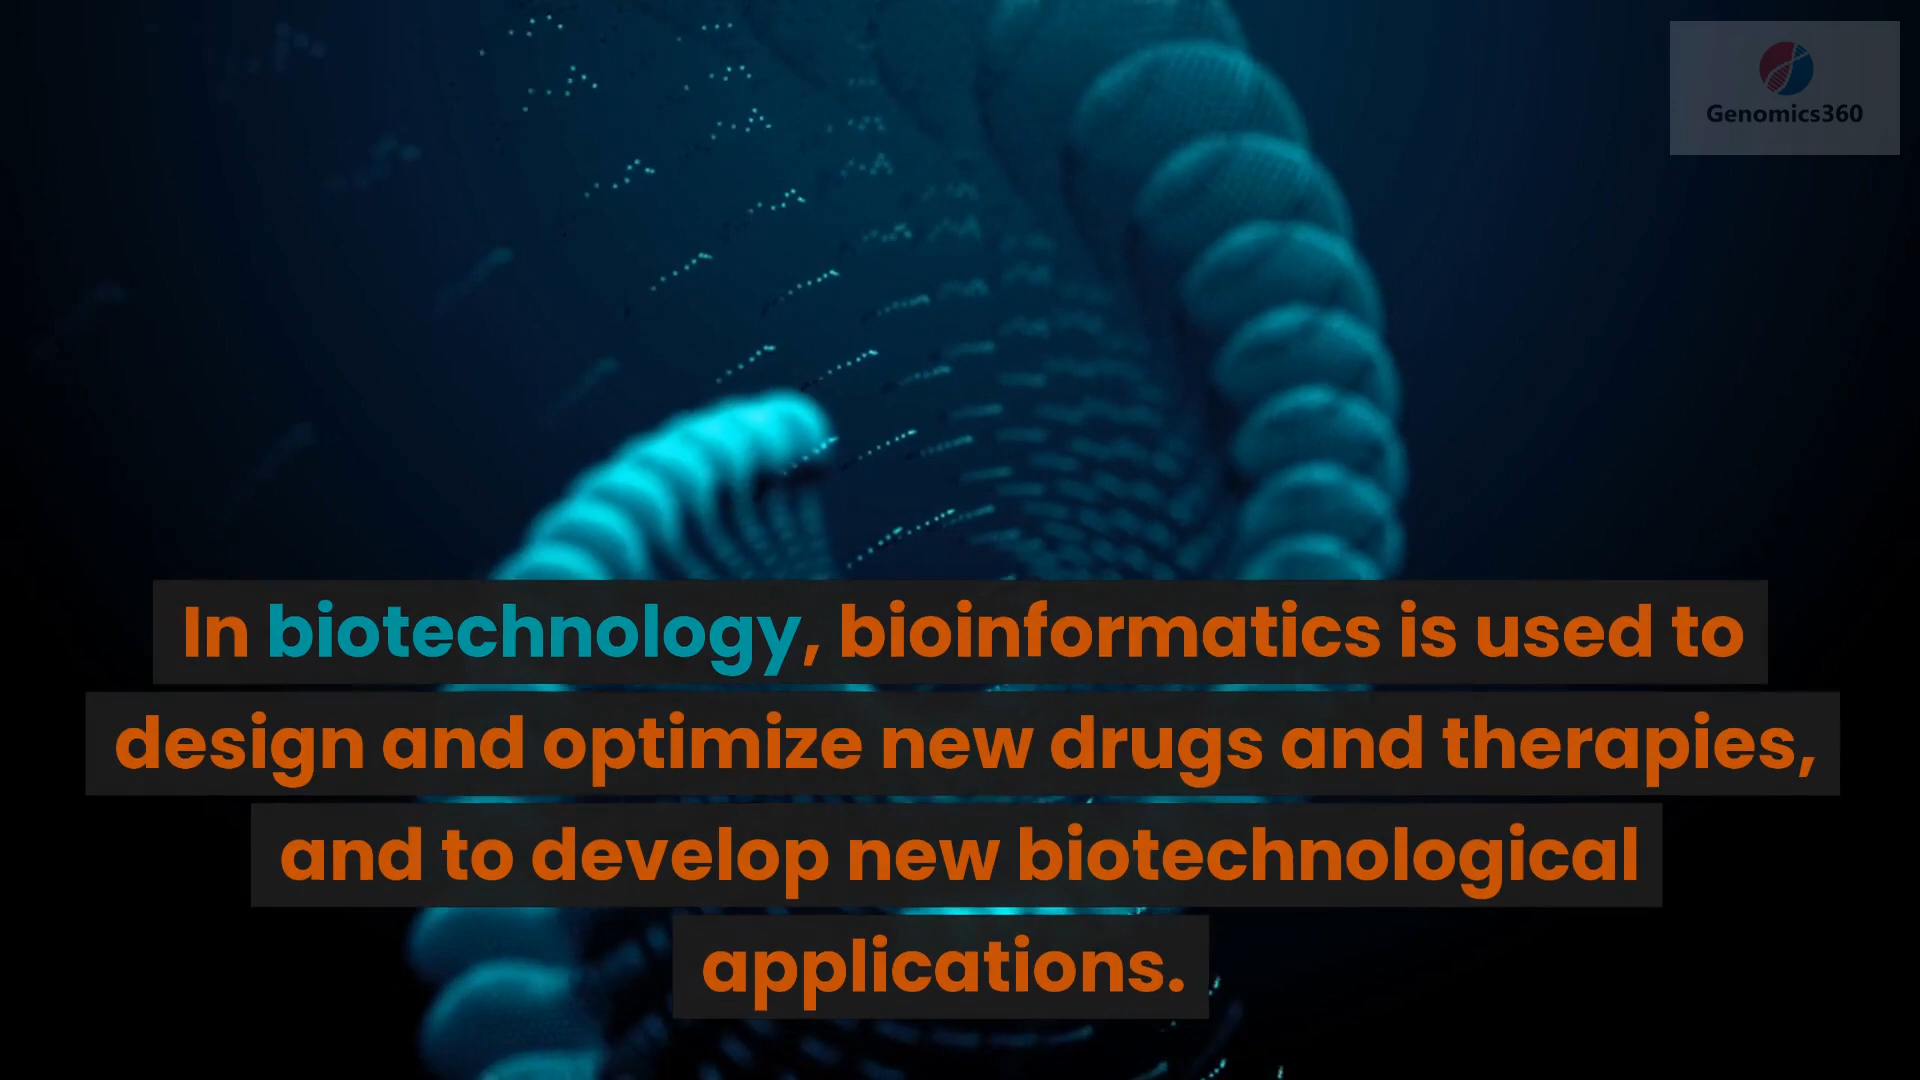 Genomics360
In biotechnology, bioinformatics is used to
design and optimize new drugs and therapies,
and to develop new biotechnological
applications.